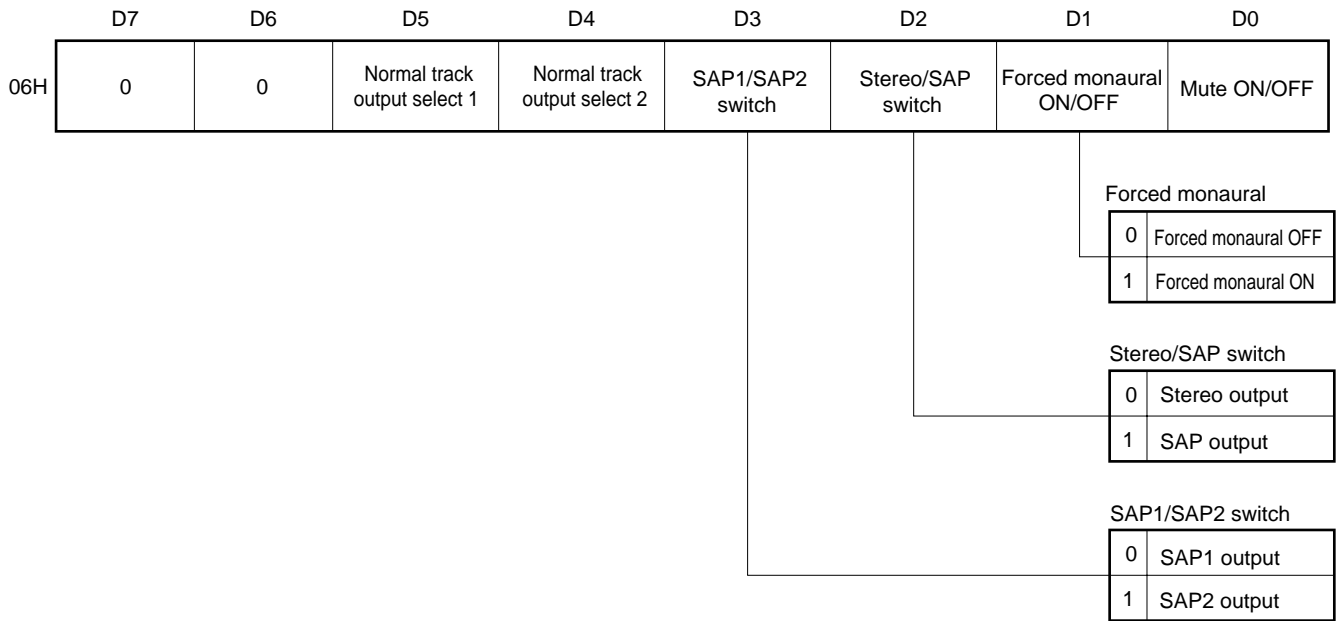 D7 D6 D5 D4 D3 D2 D1 D0
06H 0 0 Normal track output select 1 Normal track output select 2 SAP1/SAP2 switch Stereo/SAP switch Forced monaural ON/OFF Mute ON/OFF
Forced monaural
0 Forced monaural OFF
1 Forced monaural ON
Stereo/SAP switch
0 Stereo output
1 SAP output
SAP1/SAP2 switch
0 SAP1 output
1 SAP2 output